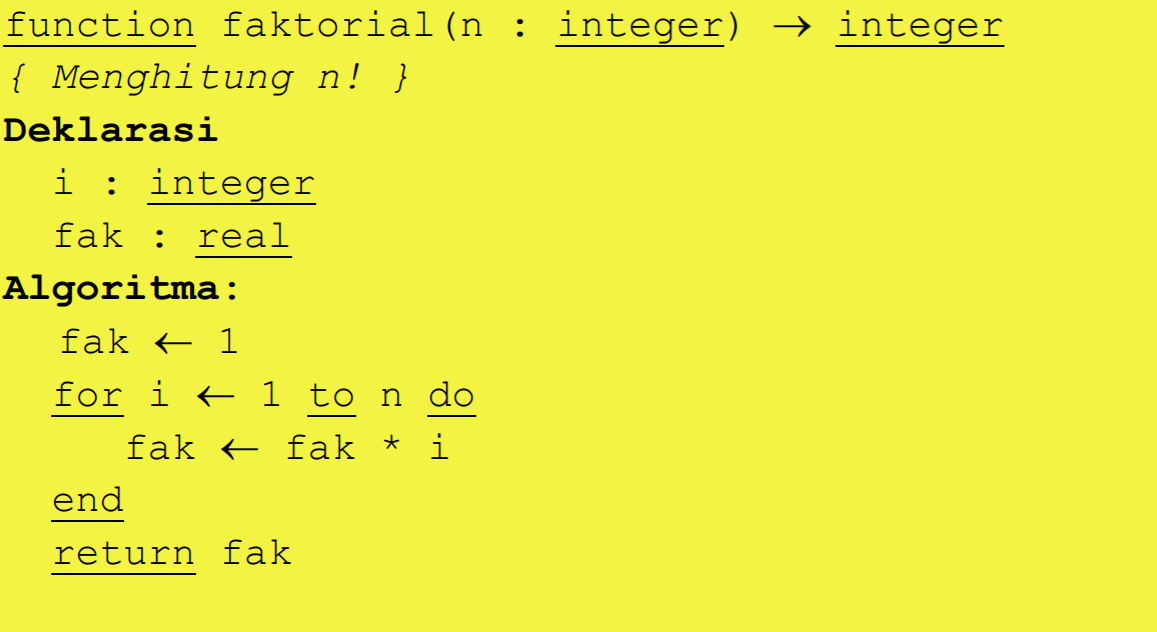 function faktorial(n : integer) → integer
{ Menghitung n! }
Deklarasi
i : integer
fak : real
Algoritma:
fak ← 1
for i ← 1 to n do
fak ← fak * i
end
return fak